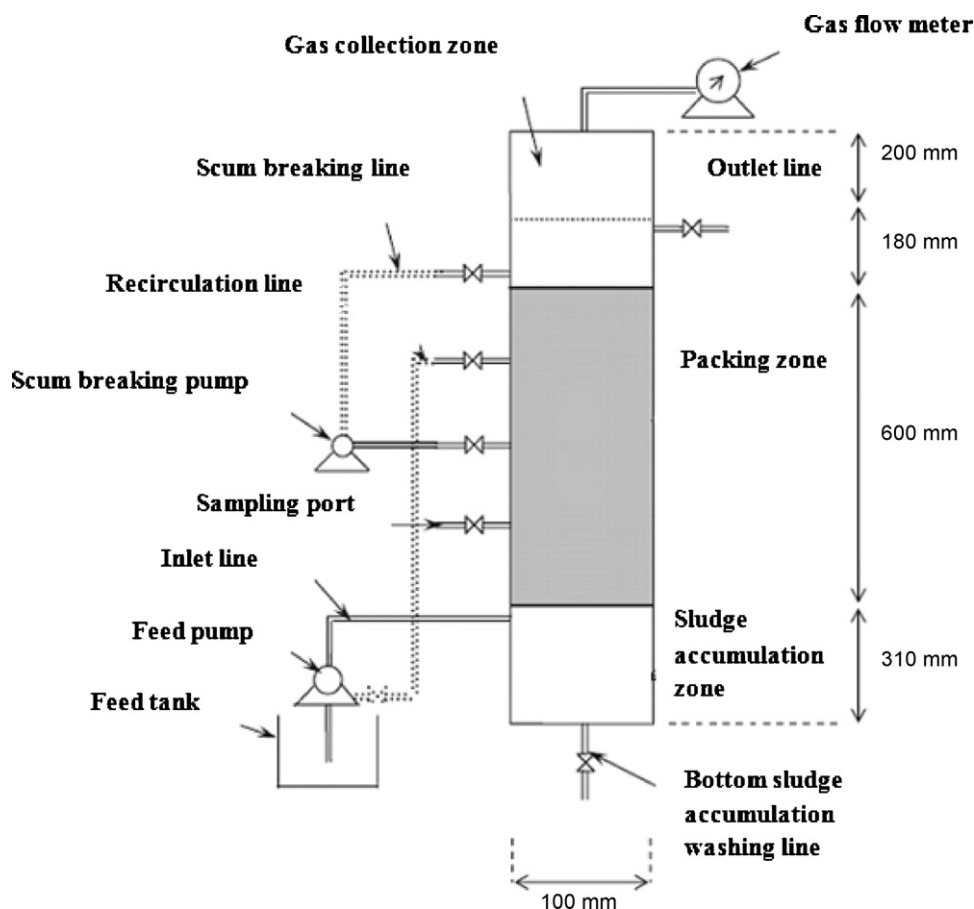 Gas flow meter
Gas collection zone
200 mm
Scum breaking line
Outlet line
180 mm
Recirculation line
Packing zone
Scum breaking pump
600 mm
Sampling port
Inlet line
Sludge
accumulation
zone
Feed pump
310 mm
Feed tank
Bottom sludge
accumulation
washing line
100 mm